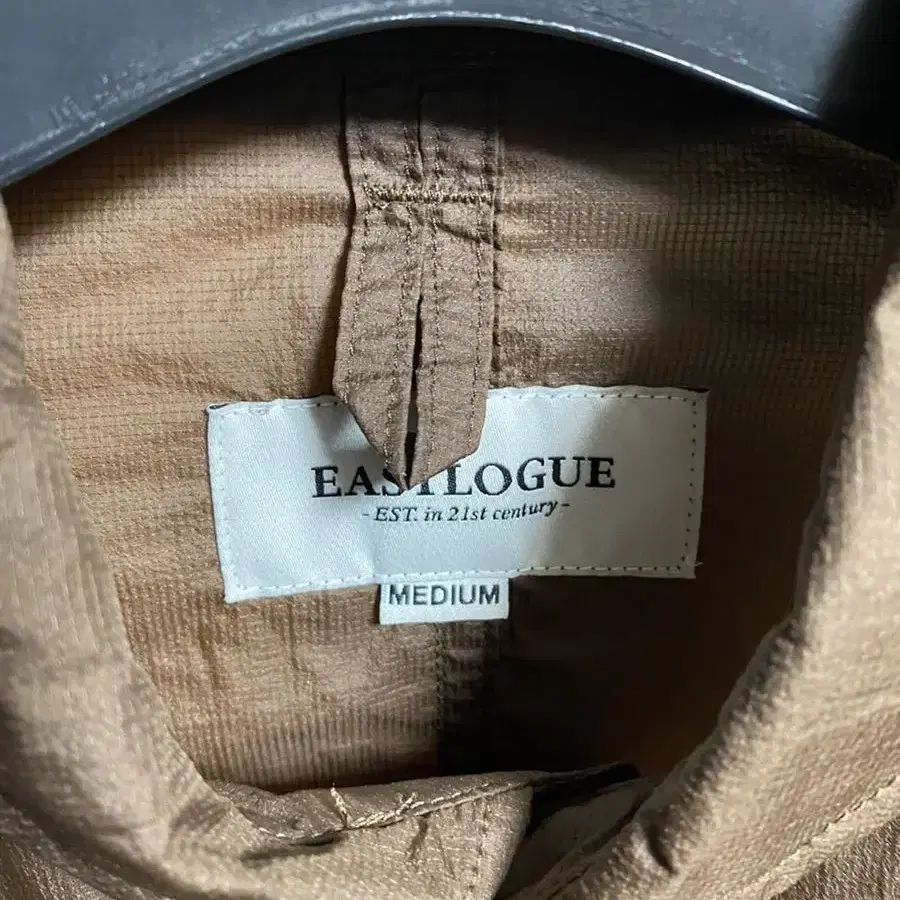 EASTLOGUE
- EST. in 21st century -
MEDIUM